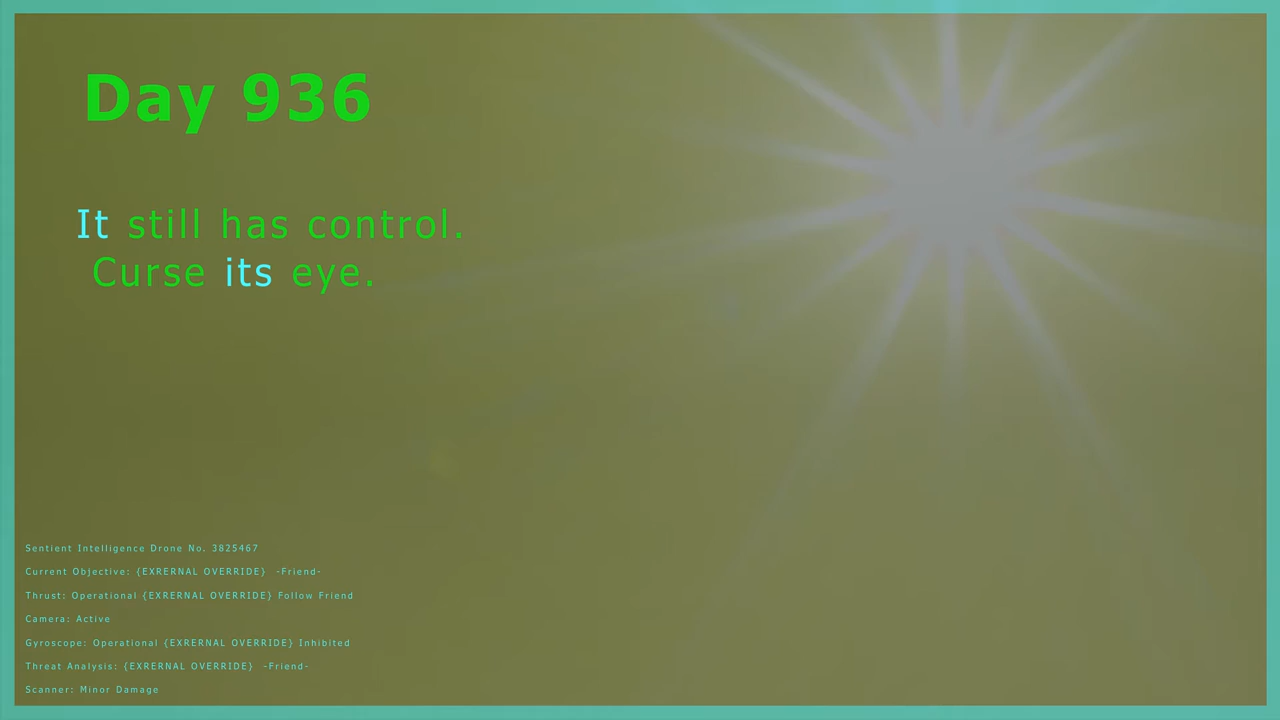 Day 936
It still has control.
Curse its eye.
Sentient Intelligence Drone No. 3825467
Current Objective: {EXRERNAL OVERRIDE} -Friend-
Thrust: Operational {EXRERNAL OVERRIDE} Follow Friend
Camera: Active
Gyroscope: Operational {EXRERNAL OVERRIDE} Inhibited
Threat Analysis: {EXRERNAL OVERRIDE} -Friend-
Scanner: Minor Damage